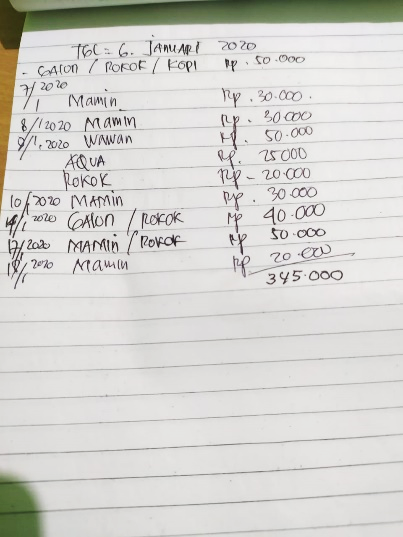 TGL = 6. JANUARI 2020
- GALON / ROKOK / KOPI Rp. 50.000
7/1 2020 Mamin Rp. 30.000.
8/1 2020 Mamin Rp. 30000
9/1, 2020 WAWAN Rp. 50.000
AQUA Rp. 25000
ROKOK Rp - 20.000
10/1 2020 MAMIN Rp. 30.000
14/1 2020 GALON / ROKOK Rp 40.000
17/1 2020 MAMIN / ROKOK Rp 50.000
18/1 2020 Mamin Rp 20.000
345.000